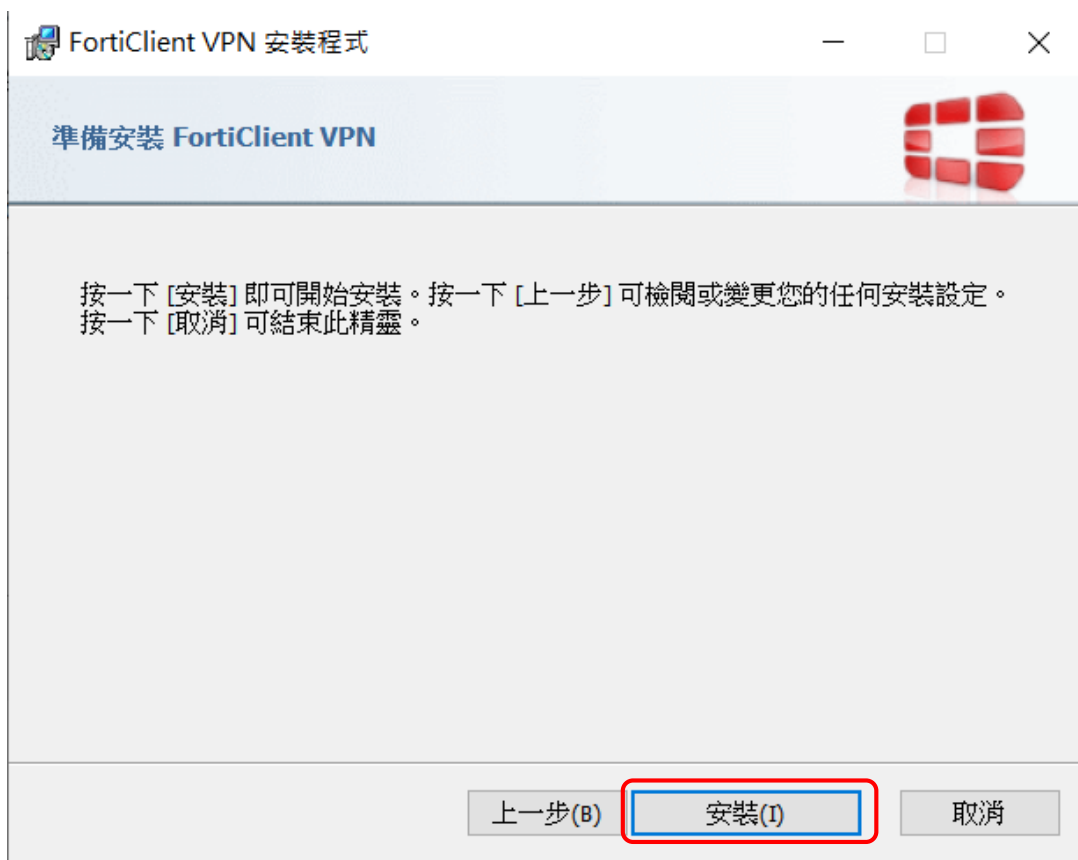 FortiClient VPN 安裝程式
準備安裝 FortiClient VPN
按一下 [安裝] 即可開始安裝。按一下 [上一步] 可檢閱或變更您的任何安裝設定。
按一下 [取消] 可結束此精靈。
上一步(B)
安裝(I)
取消